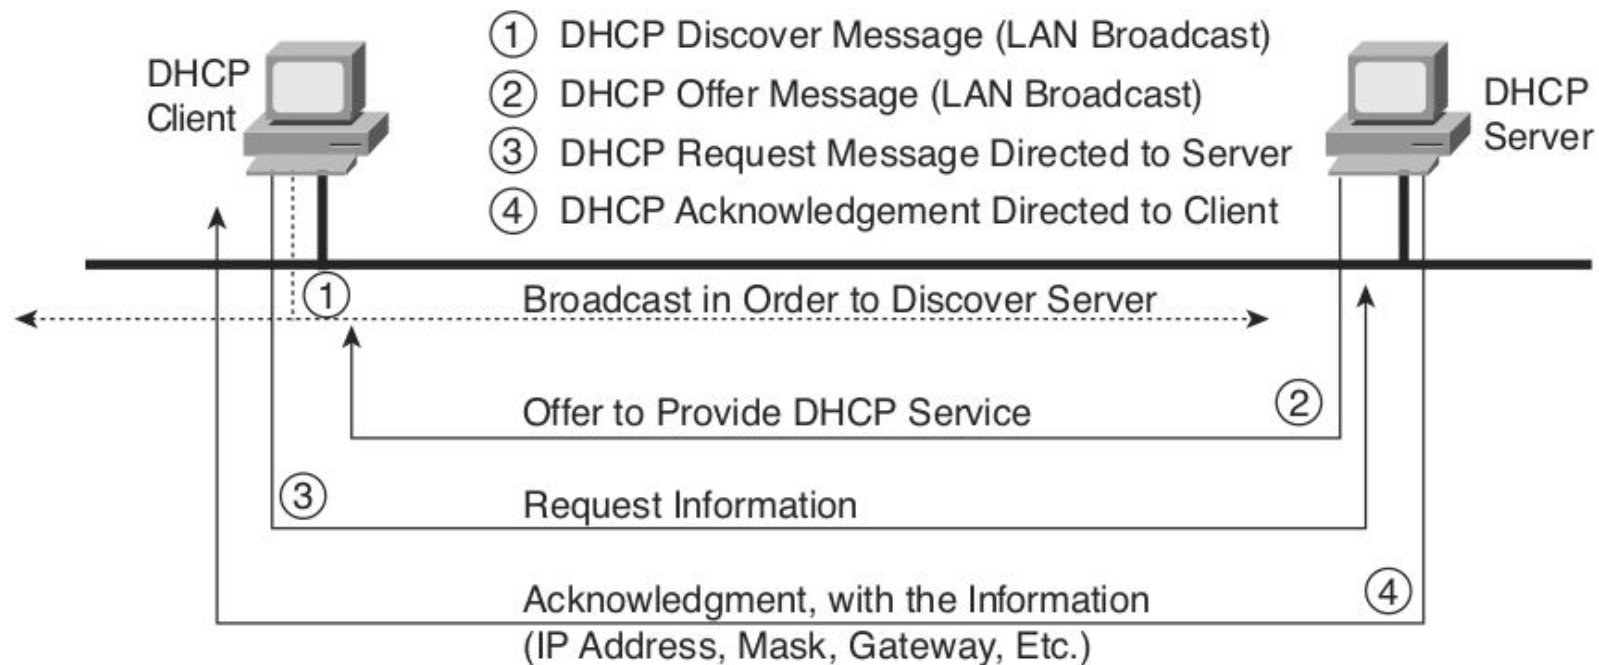 DHCP
Client
① DHCP Discover Message (LAN Broadcast)
② DHCP Offer Message (LAN Broadcast)
③ DHCP Request Message Directed to Server
④ DHCP Acknowledgement Directed to Client
DHCP
Server
① Broadcast in Order to Discover Server
Offer to Provide DHCP Service ②
③ Request Information
Acknowledgment, with the Information ④
(IP Address, Mask, Gateway, Etc.)